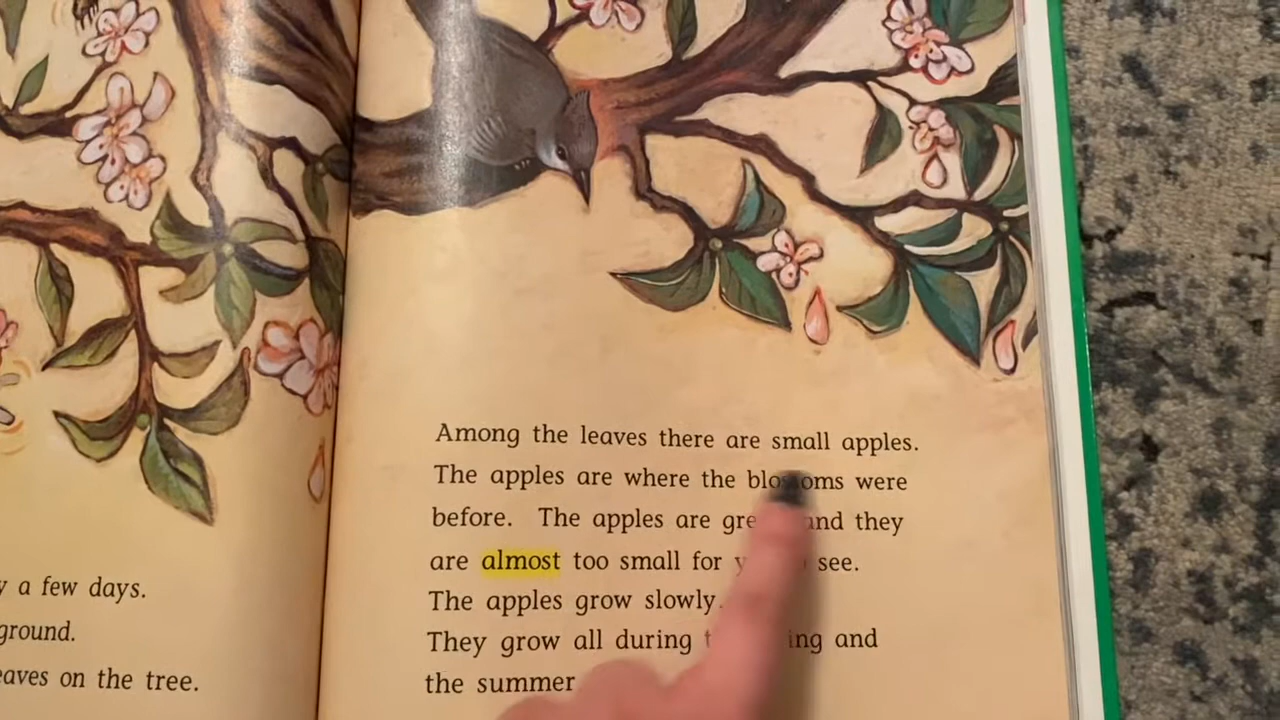 y a few days.
ground.
eaves on the tree.
Among the leaves there are small apples.
The apples are where the blossoms were
before. The apples are gre and they
are almost too small for y see.
The apples grow slowly.
They grow all during t ing and
the summer